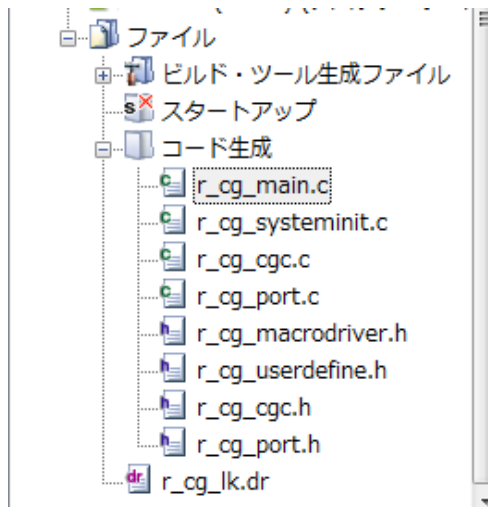 ファイル
ビルド・ツール生成ファイル
スタートアップ
コード生成
r_cg_main.c
r_cg_systeminit.c
r_cg_cgc.c
r_cg_port.c
r_cg_macrodriver.h
r_cg_userdefine.h
r_cg_cgc.h
r_cg_port.h
r_cg_lk.dr